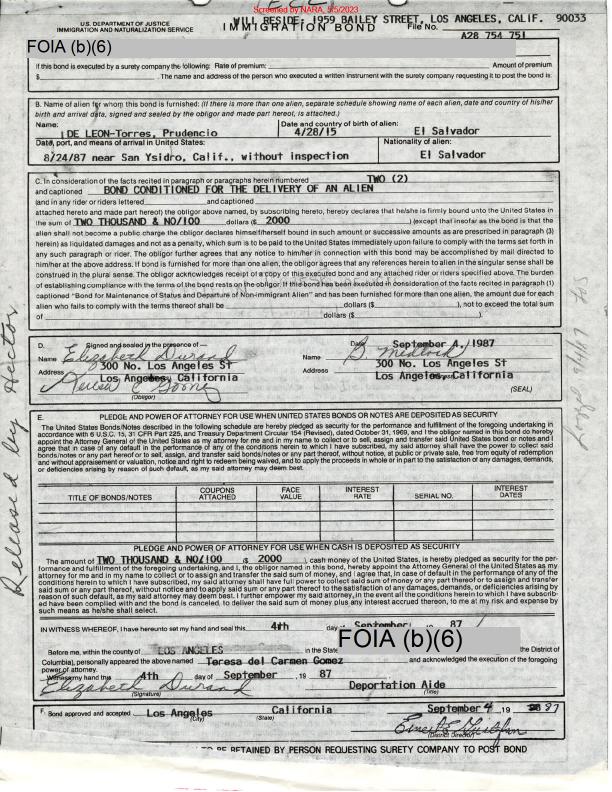 Screened by NARA, 5/5/2023
WILL RESIDE: 1959 BAILEY STREET, LOS ANGELES, CALIF. 90033
U.S. DEPARTMENT OF JUSTICE
IMMIGRATION AND NATURALIZATION SERVICE
IMMIGRATION BOND
File No.
A28 754 751
FOIA (b)(6)
If this bond is executed by a surety company the following: Rate of premium: Amount of premium
$ . The name and address of the person who executed a written instrument with the surety company requesting it to post the bond is:
B. Name of alien for whom this bond is furnished: (If there is more than one alien, separate schedule showing name of each alien, date and country of his/her
birth and arrival data, signed and sealed by the obligor and made part hereof, is attached.)
Name: Date and country of birth of alien:
DE LEON-Torres, Prudencio 4/28/15 El Salvador
Date, port, and means of arrival in United States: Nationality of alien:
8/24/87 near San Ysidro, Calif., without inspection El Salvador
C. In consideration of the facts recited in paragraph or paragraphs herein numbered TWO (2)
and captioned BOND CONDITIONED FOR THE DELIVERY OF AN ALIEN
(and in any rider or riders lettered and captioned
attached hereto and made part hereof) the obligor above named, by subscribing hereto, hereby declares that he/she is firmly bound unto the United States in
the sum of TWO THOUSAND & NO/100 dollars ($ 2000 ) (except that insofar as the bond is that the
alien shall not become a public charge the obligor declares himself/herself bound in such amount or successive amounts as are prescribed in paragraph (3)
herein) as liquidated damages and not as a penalty, which sum is to be paid to the United States immediately upon failure to comply with the terms set forth in
any such paragraph or rider. The obligor further agrees that any notice to him/her in connection with this bond may be accomplished by mail directed to
him/her at the above address. If bond is furnished for more than one alien, the obligor agrees that any references herein to alien in the singular sense shall be
construed in the plural sense. The obligor acknowledges receipt of a copy of this executed bond and any attached rider or riders specified above. The burden
of establishing compliance with the terms of the bond rests on the obligor. If this bond has been executed in consideration of the facts recited in paragraph (1)
captioned "Bond for Maintenance of Status and Departure of Non-immigrant Alien" and has been furnished for more than one alien, the amount due for each
alien who fails to comply with the terms thereof shall be dollars ($ ), not to exceed the total sum
of dollars ($ ).
D. Signed and sealed in the presence of— Date September 4, 1987
Name Elizabeth Durand Name B. Medlock
Address 300 No. Los Angeles St Address 300 No. Los Angeles St
Los Angeles, California Los Angeles, California
Teresa C Gomez
(Obligor) (SEAL)
E. PLEDGE AND POWER OF ATTORNEY FOR USE WHEN UNITED STATES BONDS OR NOTES ARE DEPOSITED AS SECURITY
The United States Bonds/Notes described in the following schedule are hereby pledged as security for the performance and fulfillment of the foregoing undertaking in
accordance with 6 U.S.C. 15, 31 CFR Part 225, and Treasury Department Circular 154 (Revised), dated October 31, 1969, and the obligor named in this bond do hereby
appoint the Attorney General of the United States as my attorney for me and in my name to collect or to sell, assign and transfer said United States bond or notes and I
agree that in case of any default in the performance of any of the conditions herein to which I have subscribed, my said attorney shall have the power to collect said
bonds/notes or any part hereof or to sell, assign, and transfer said bonds/notes or any part hereof, without notice, at public or private sale, free from equity of redemption
and without appraisement or valuation, notice and right to redeem being waived, and to apply the proceeds in whole or in part to the satisfaction of any damages, demands,
or deficiencies arising by reason of such default, as my said attorney may deem best.
TITLE OF BONDS/NOTES COUPONS ATTACHED FACE VALUE INTEREST RATE SERIAL NO. INTEREST DATES
PLEDGE AND POWER OF ATTORNEY FOR USE WHEN CASH IS DEPOSITED AS SECURITY
The amount of TWO THOUSAND & NO/100 ($ 2000 ), cash money of the United States, is hereby pledged as security for the per-
formance and fulfillment of the foregoing undertaking, and I, the obligor named in this bond, hereby appoint the Attorney General of the United States as my
attorney for me and in my name to collect or to assign and transfer the said sum of money, and I agree that, in case of default in the performance of any of the
conditions herein to which I have subscribed, my said attorney shall have full power to collect said sum of money or any part thereof or to assign and transfer
said sum or any part thereof, without notice and to apply said sum or any part thereof to the satisfaction of any damages, demands, or deficiencies arising by
reason of such default, as my said attorney may deem best. I further empower my said attorney, in the event all the conditions herein to which I have subscrib-
ed have been complied with and the bond is canceled, to deliver the said sum of money plus any interest accrued thereon, to me at my risk and expense by
such means as he/she shall select.
IN WITNESS WHEREOF, I have hereunto set my hand and seal this 4th day of September 19 87
FOIA (b)(6)
Before me, within the county of LOS ANGELES in the State the District of
Columbia), personally appeared the above named Teresa del Carmen Gomez and acknowledged the execution of the foregoing
power of attorney.
Witness my hand this 4th day of September , 19 87
Elizabeth Durand Deportation Aide
(Signature) (Title)
F. Bond approved and accepted Los Angeles California September 4 , 19 87
(City) (State)
(District Director)
TO BE RETAINED BY PERSON REQUESTING SURETY COMPANY TO POST BOND
Released by Hector